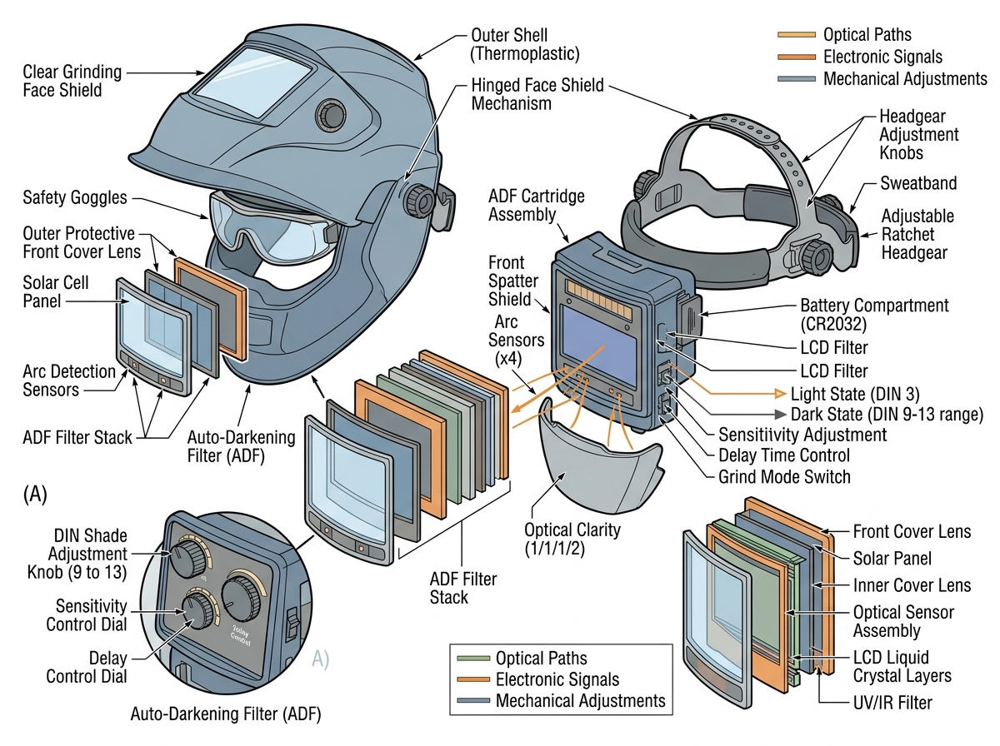 Clear Grinding
Face Shield
Outer Shell
(Thermoplastic)
Hinged Face Shield
Mechanism
Optical Paths
Electronic Signals
Mechanical Adjustments
Headgear
Adjustment
Knobs
Sweatband
Adjustable
Ratchet
Headgear
Safety Goggles
Outer Protective
Front Cover Lens
Solar Cell
Panel
Arc Detection
Sensors
ADF Filter Stack
Auto-Darkening
Filter (ADF)
ADF Cartridge
Assembly
Front
Spatter
Shield
Arc
Sensors
(x4)
Battery Compartment
(CR2032)
LCD Filter
LCD Filter
Light State (DIN 3)
Dark State (DIN 9-13 range)
Sensitiivity Adjustment
Delay Time Control
Grind Mode Switch
Optical Clarity
(1/1/1/2)
ADF Filter
Stack
(A)
DIN Shade
Adjustment
Knob (9 to 13)
Sensitivity
Control Dial
Delay
Control Dial
A)
Auto-Darkening Filter (ADF)
Optical Paths
Electronic Signals
Mechanical Adjustments
Front Cover Lens
Solar Panel
Inner Cover Lens
Optical Sensor
Assembly
LCD Liquid
Crystal Layers
UV/IR Filter